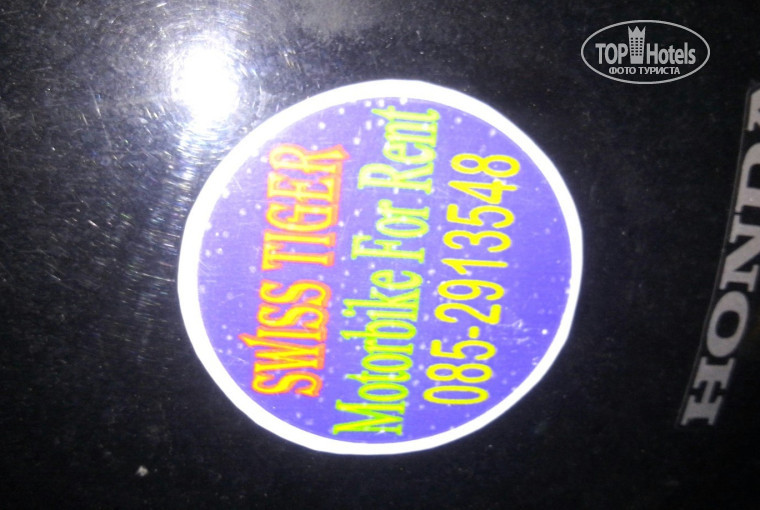 SWISS TIGER
Motorbike For Rent
085-2913548
HONDA
TOP Hotels
ФОТО ТУРИСТА